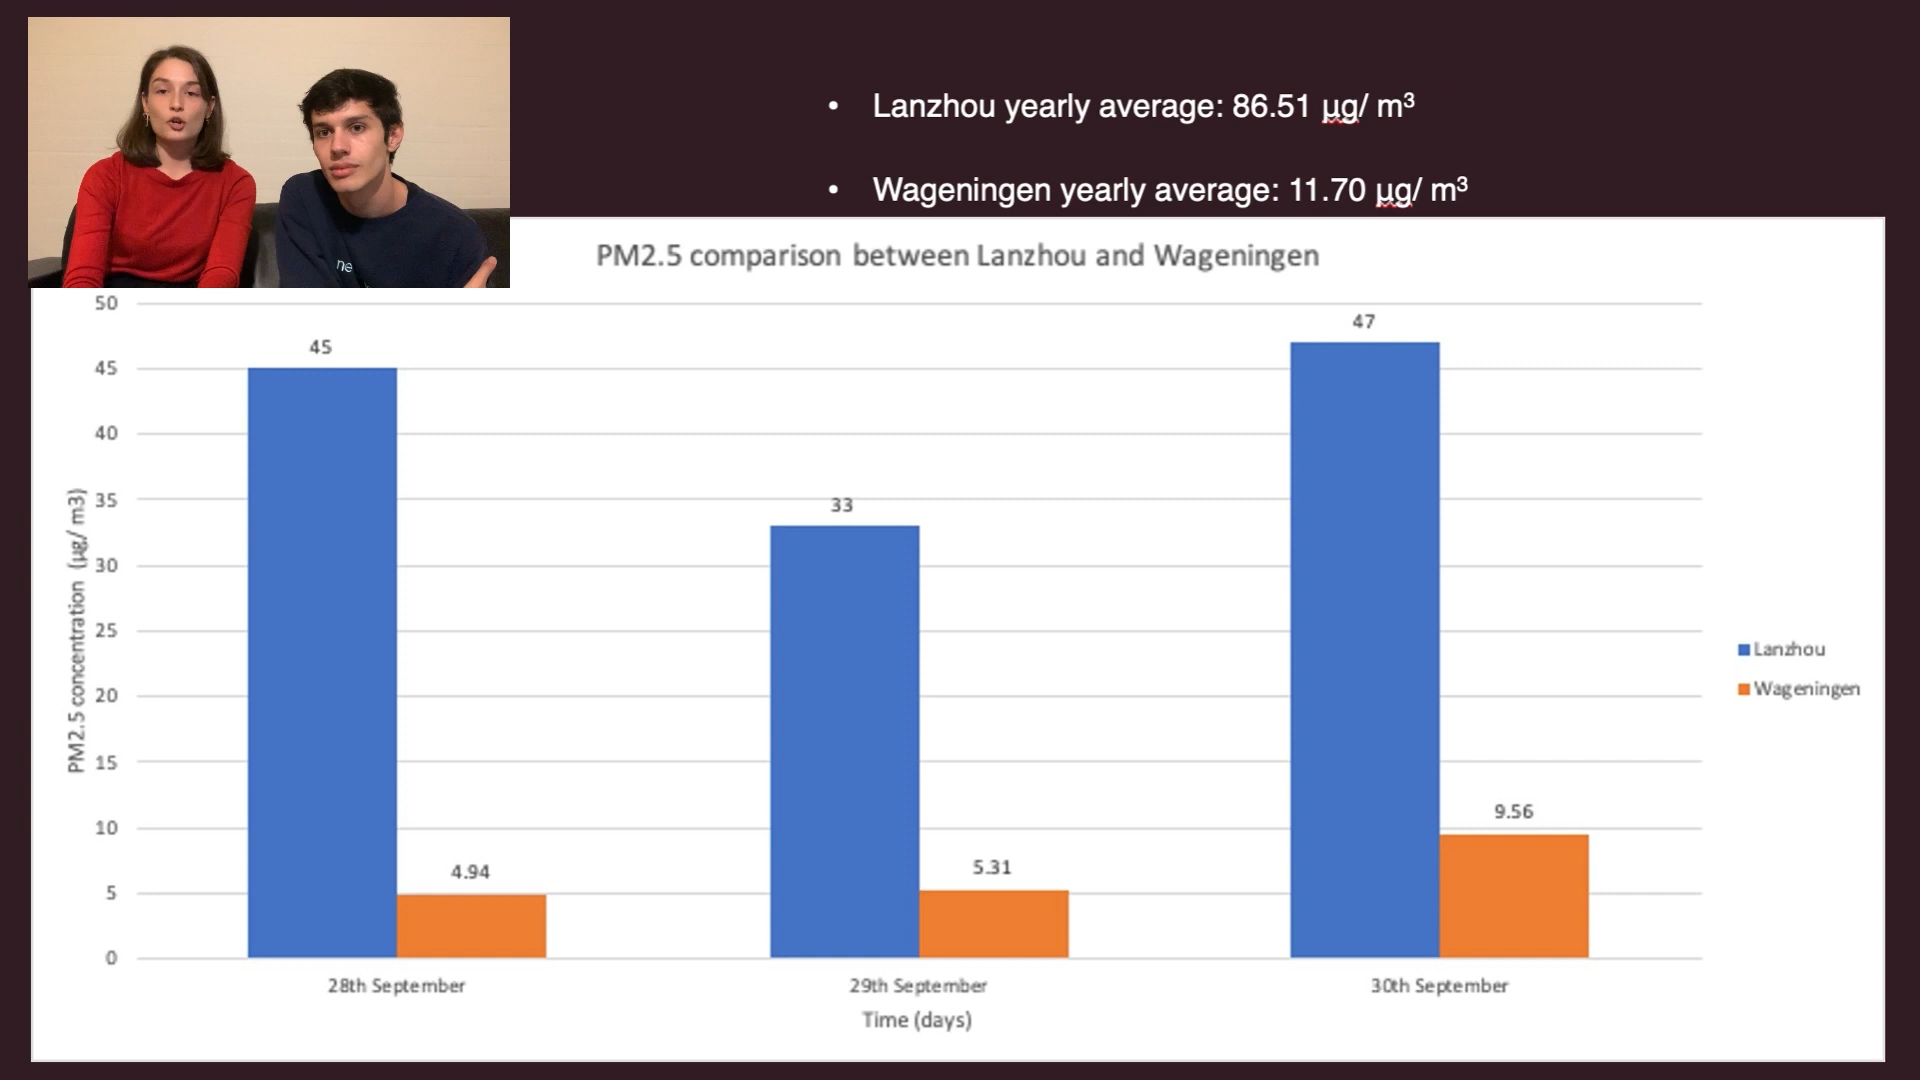 • Lanzhou yearly average: 86.51 µg/ m³
• Wageningen yearly average: 11.70 µg/ m³
ne
PM2.5 comparison between Lanzhou and Wageningen
PM2.5 concentration (µg/ m3)
50
45
40
35
30
25
20
15
10
5
0
45
4.94
33
5.31
47
9.56
28th September
29th September
30th September
Time (days)
Lanzhou
Wageningen